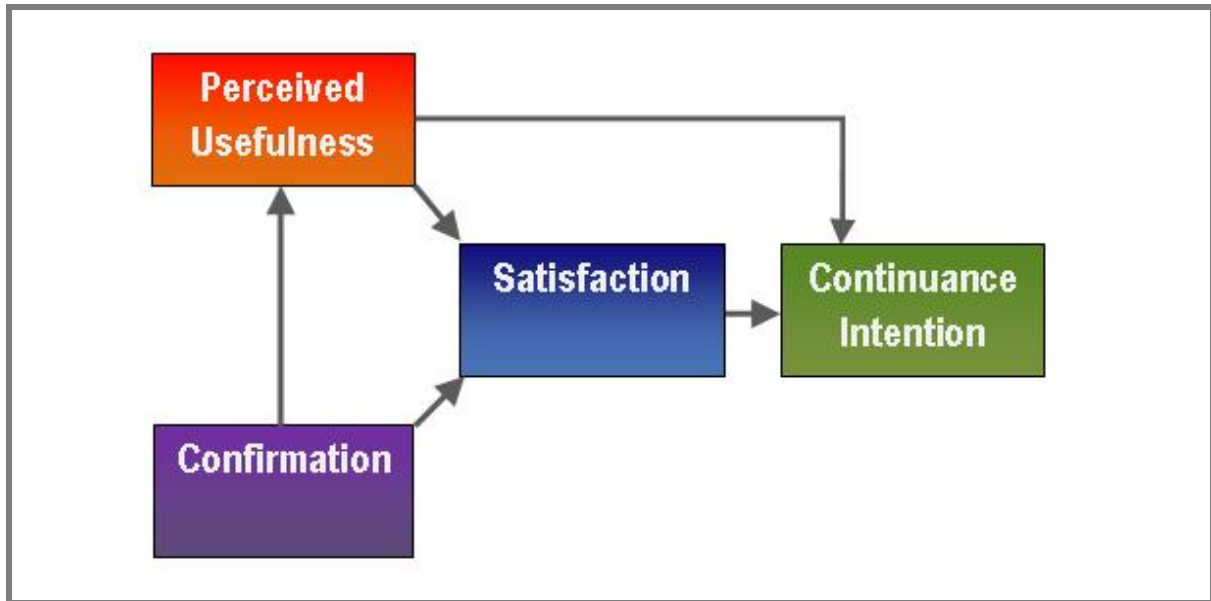 Perceived
Usefulness
Satisfaction
Continuance
Intention
Confirmation